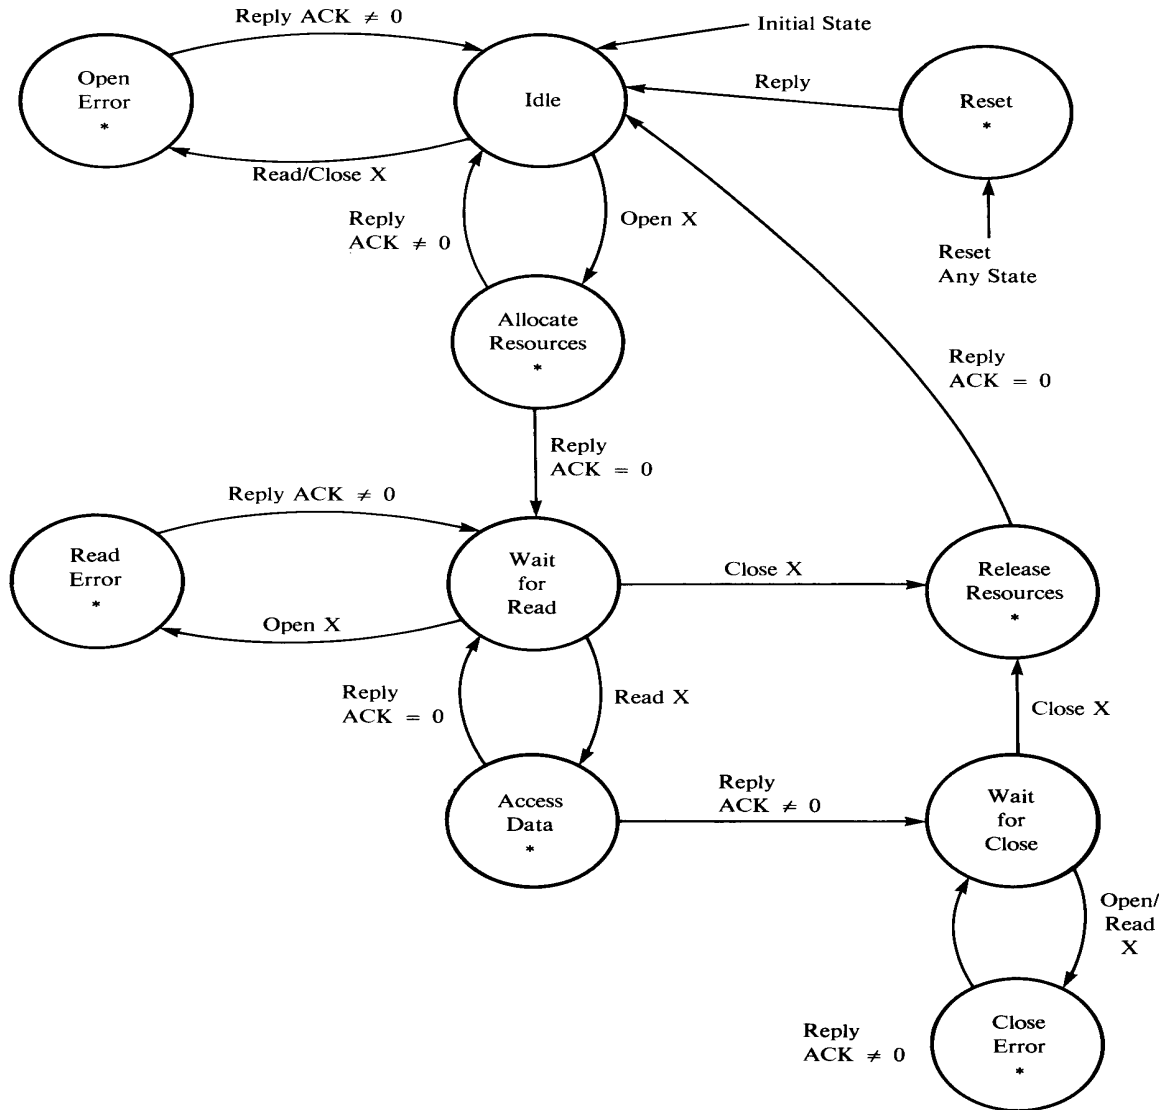 Reply ACK ≠ 0
Initial State
Open
Error
*
Idle
Reply
Reset
*
Read/Close X
Reply
ACK ≠ 0
Open X
Reset
Any State
Allocate
Resources
*
Reply
ACK = 0
Reply
ACK = 0
Reply ACK ≠ 0
Read
Error
*
Wait
for
Read
Close X
Release
Resources
*
Open X
Reply
ACK = 0
Read X
Close X
Access
Data
*
Reply
ACK ≠ 0
Wait
for
Close
Open/
Read
X
Reply
ACK ≠ 0
Close
Error
*